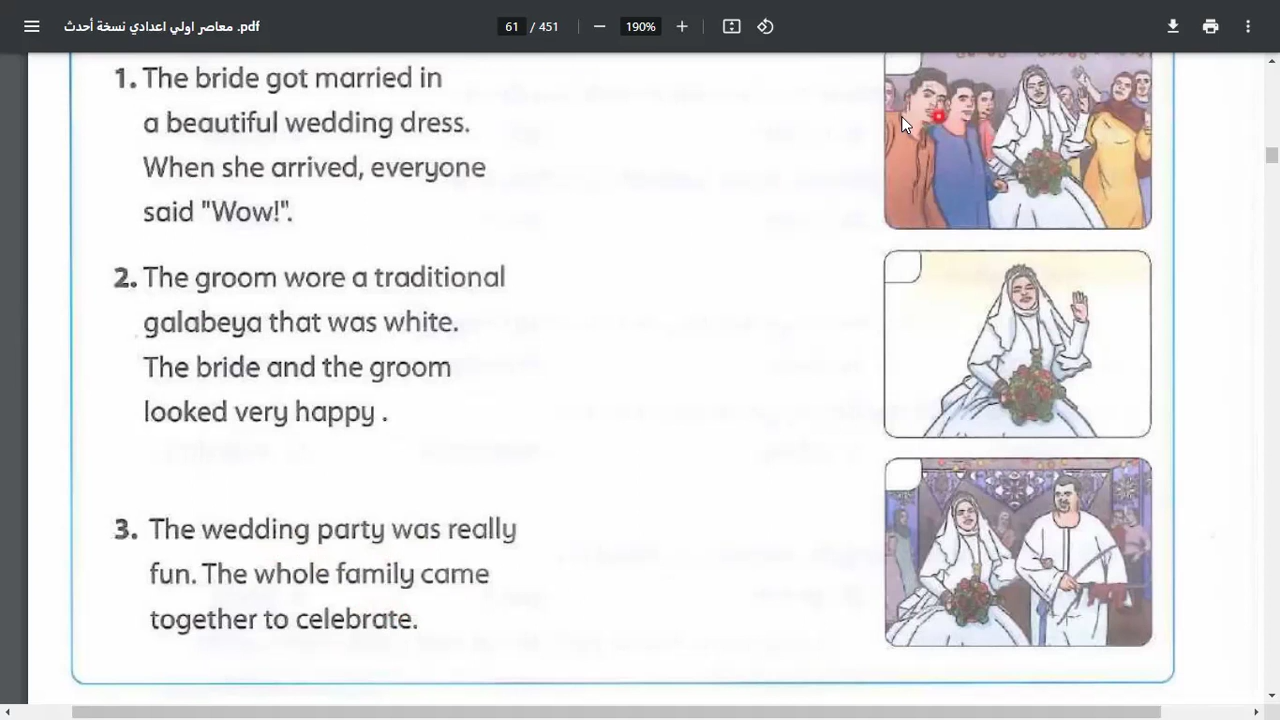 معاصر اولي اعدادي نسخة أحدث .pdf
61 / 451
190%
1. The bride got married in
a beautiful wedding dress.
When she arrived, everyone
said "Wow!".
2. The groom wore a traditional
galabeya that was white.
The bride and the groom
looked very happy .
3. The wedding party was really
fun. The whole family came
together to celebrate.